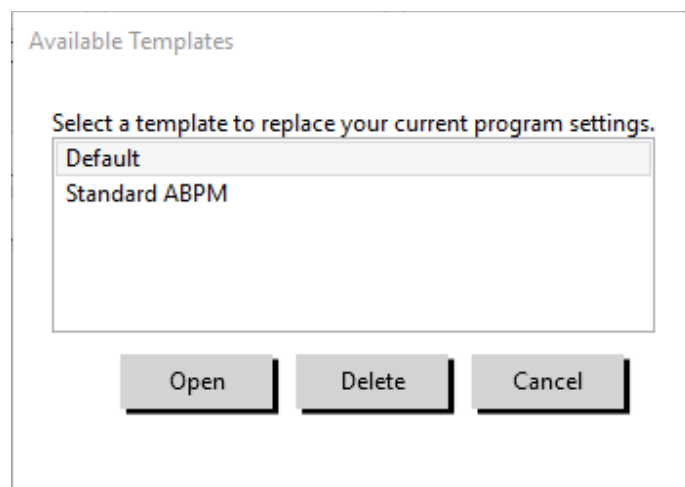 Available Templates
Select a template to replace your current program settings.
Default
Standard ABPM
Open Delete Cancel